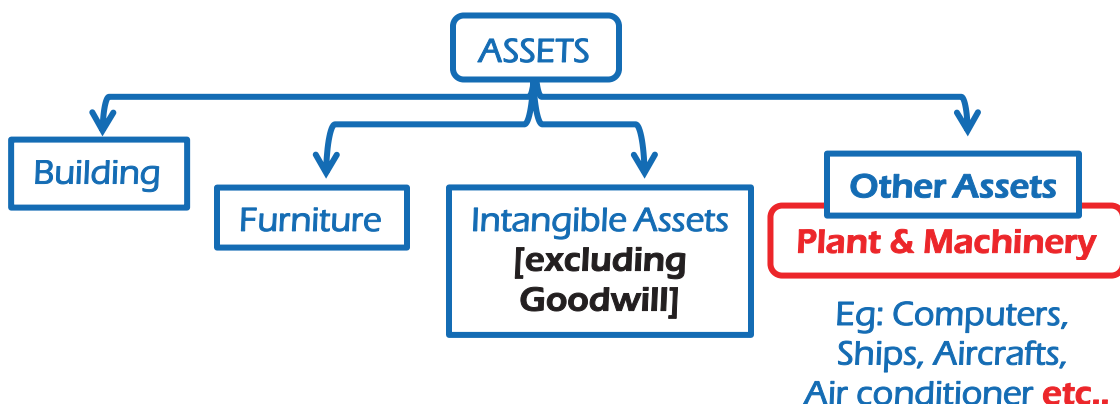 ASSETS
Building
Furniture
Intangible Assets
[excluding
Goodwill]
Other Assets
Plant & Machinery
Eg: Computers,
Ships, Aircrafts,
Air conditioner etc..